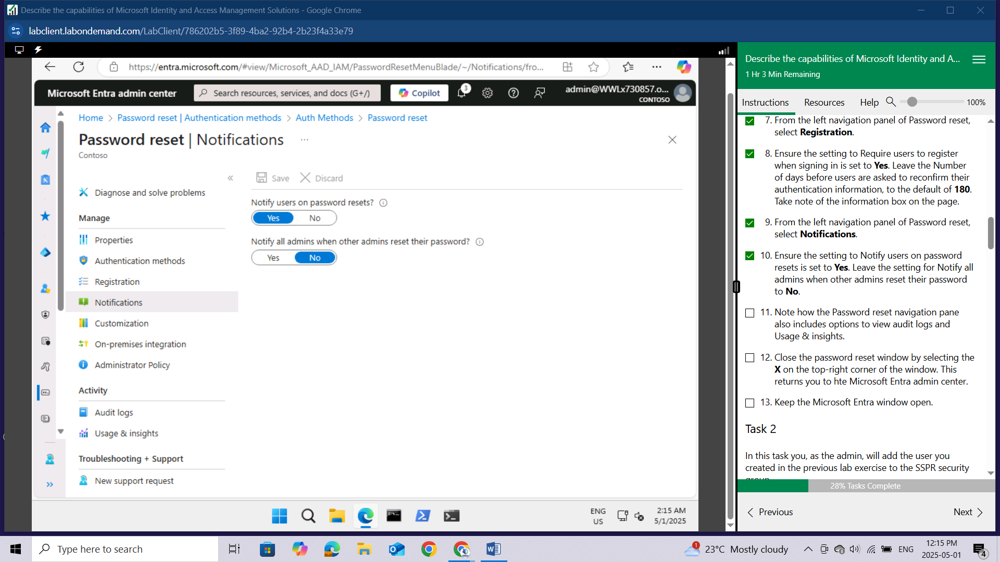 Describe the capabilities of Microsoft Identity and Access Management Solutions - Google Chrome
labclient.labondemand.com/LabClient/786202b5-3f89-4ba2-92b4-2b23f4a33e79
https://entra.microsoft.com/#view/Microsoft_AAD_IAM/PasswordResetMenuBlade/~/Notifications/fro...
Microsoft Entra admin center
Search resources, services, and docs (G+/)
Copilot
3
admin@WWLx730857.o...
CONTOSO
Home > Password reset | Authentication methods > Auth Methods > Password reset
Password reset | Notifications ...
Contoso
Diagnose and solve problems
Manage
Properties
Authentication methods
Registration
Notifications
Customization
On-premises integration
Administrator Policy
Activity
Audit logs
Usage & insights
Troubleshooting + Support
New support request
Save
Discard
Notify users on password resets?
Yes No
Notify all admins when other admins reset their password?
Yes No
ENG
US
2:15 AM
5/1/2025
Describe the capabilities of Microsoft Identity and A...
1 Hr 3 Min Remaining
Instructions Resources Help 100%
7. From the left navigation panel of Password reset,
select Registration.
8. Ensure the setting to Require users to register
when signing in is set to Yes. Leave the Number
of days before users are asked to reconfirm their
authentication information, to the default of 180.
Take note of the information box on the page.
9. From the left navigation panel of Password reset,
select Notifications.
10. Ensure the setting to Notify users on password
resets is set to Yes. Leave the setting for Notify all
admins when other admins reset their password
to No.
11. Note how the Password reset navigation pane
also includes options to view audit logs and
Usage & insights.
12. Close the password reset window by selecting the
X on the top-right corner of the window. This
returns you to hte Microsoft Entra admin center.
13. Keep the Microsoft Entra window open.
Task 2
In this task you, as the admin, will add the user you
created in the previous lab exercise to the SSPR security
group
28% Tasks Complete
Previous
Next
Type here to search
1
23°C Mostly cloudy
ENG
12:15 PM
2025-05-01
4